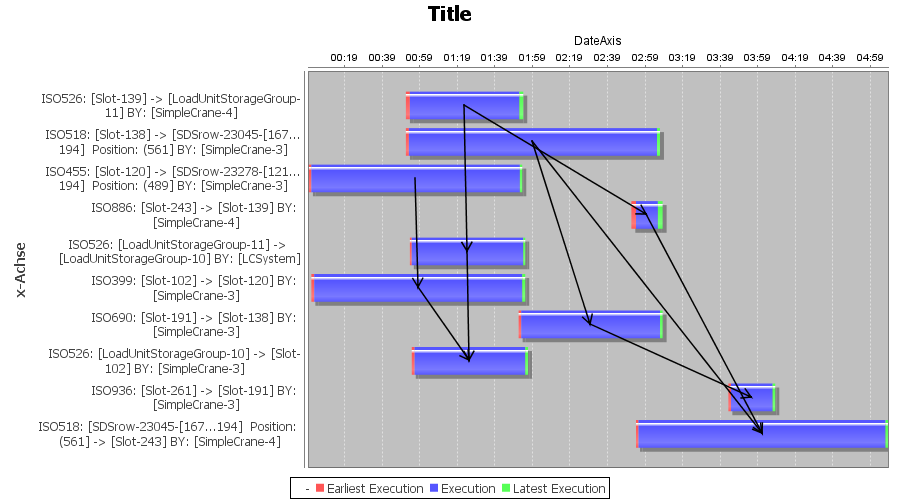 Title
DateAxis
00:19 00:39 00:59 01:19 01:39 01:59 02:19 02:39 02:59 03:19 03:39 03:59 04:19 04:39 04:59
x-Achse
ISO526: [Slot-139] -> [LoadUnitStorageGroup-
11] BY: [SimpleCrane-4]
ISO518: [Slot-138] -> [SDSrow-23045-[167...
194] Position: (561] BY: [SimpleCrane-3]
ISO455: [Slot-120] -> [SDSrow-23278-[121...
194] Position: (489] BY: [SimpleCrane-3]
ISO886: [Slot-243] -> [Slot-139] BY:
[SimpleCrane-4]
ISO526: [LoadUnitStorageGroup-11] ->
[LoadUnitStorageGroup-10] BY: [LCSystem]
ISO399: [Slot-102] -> [Slot-120] BY:
[SimpleCrane-3]
ISO690: [Slot-191] -> [Slot-138] BY:
[SimpleCrane-3]
ISO526: [LoadUnitStorageGroup-10] -> [Slot-
102] BY: [SimpleCrane-3]
ISO936: [Slot-261] -> [Slot-191] BY:
[SimpleCrane-3]
ISO518: [SDSrow-23045-[167...194] Position:
(561] -> [Slot-243] BY: [SimpleCrane-4]
- Earliest Execution Execution Latest Execution